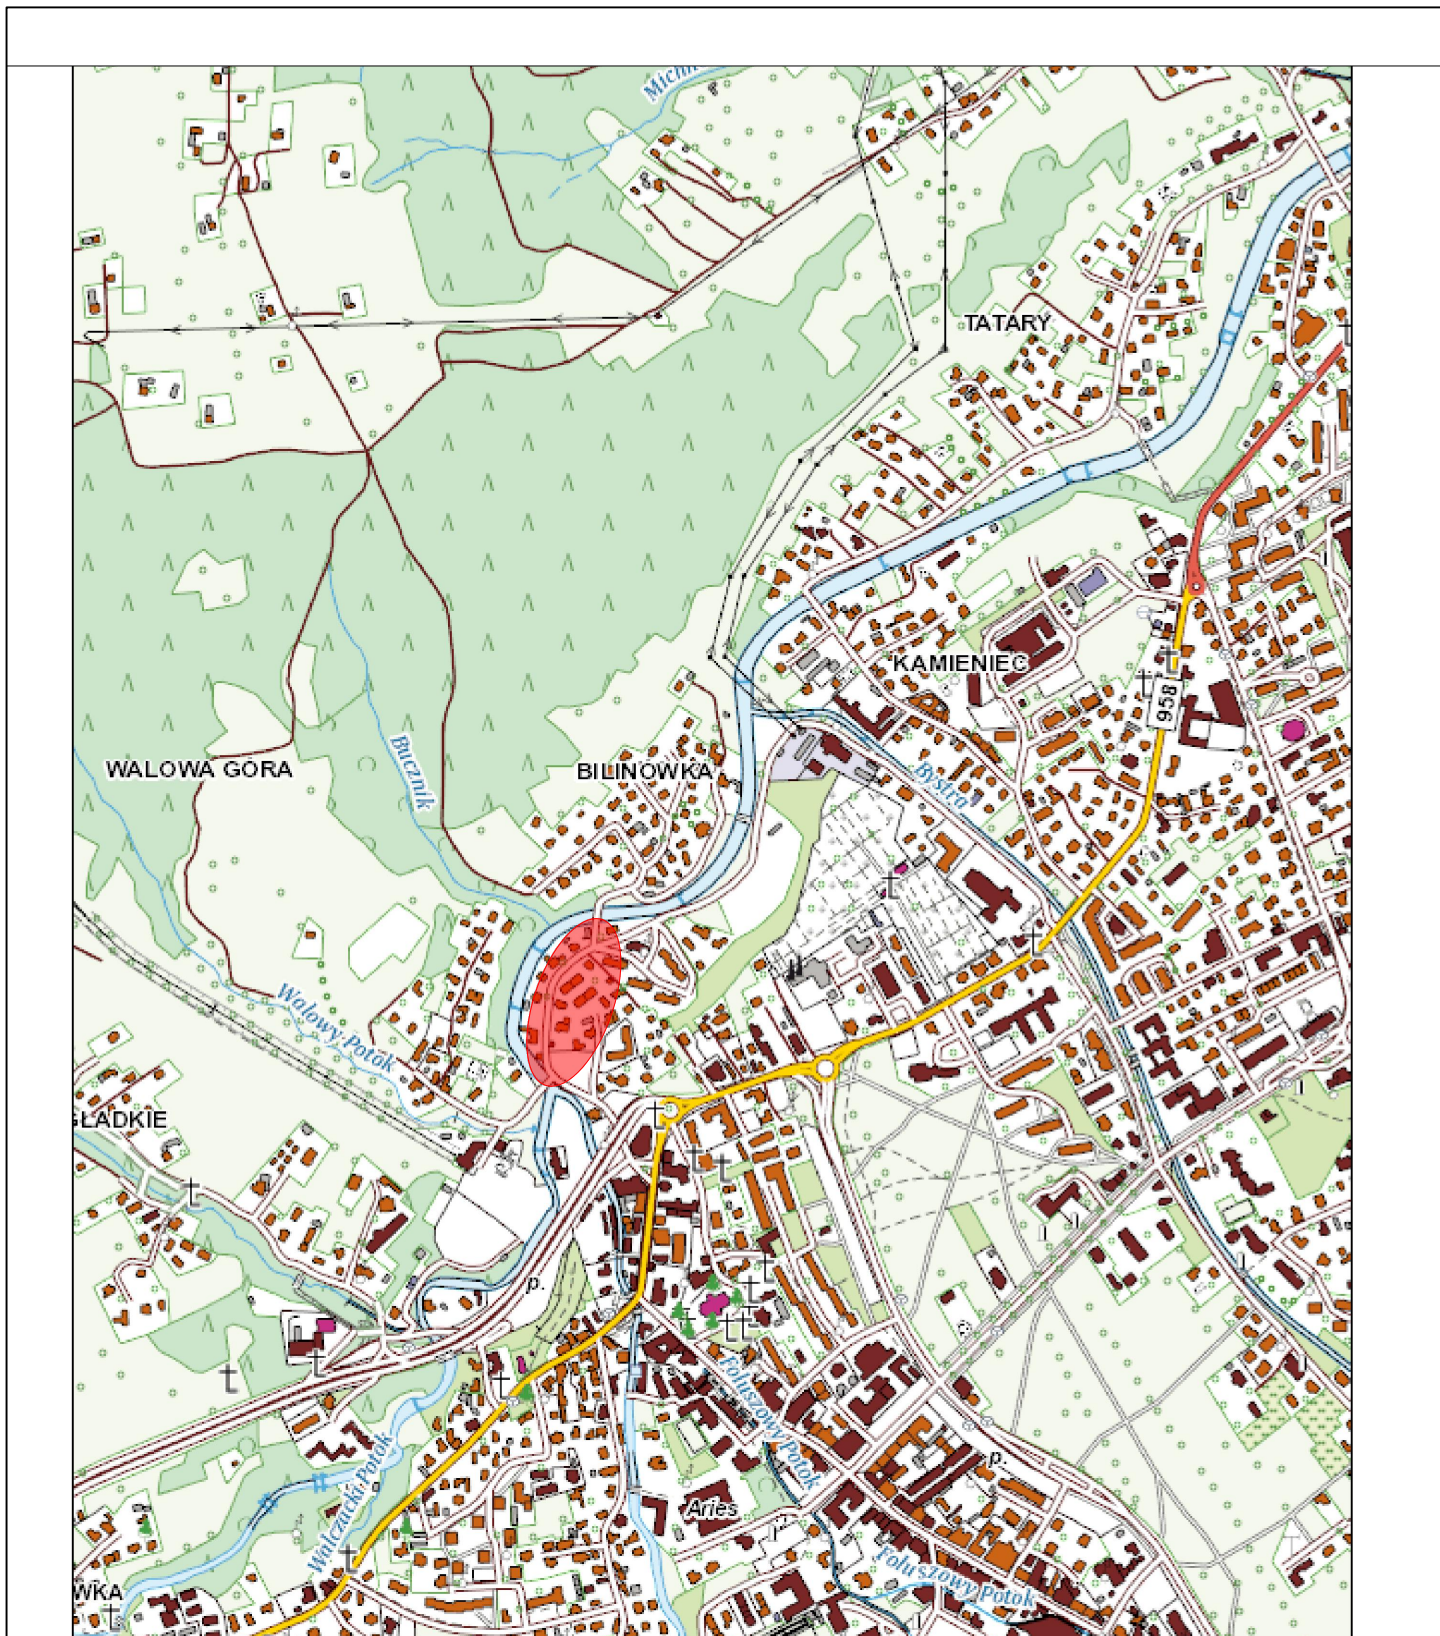 Michn
TATARY
KAMIENIEC
958
WALOWA GÓRA
Bucznik
BILINÓWKA
Bystra
Walowy Potok
GŁADKIE
p.
Foluszowy Potok
p.
Walczacki Potok
Aries
Foluszowy Potok
WKA